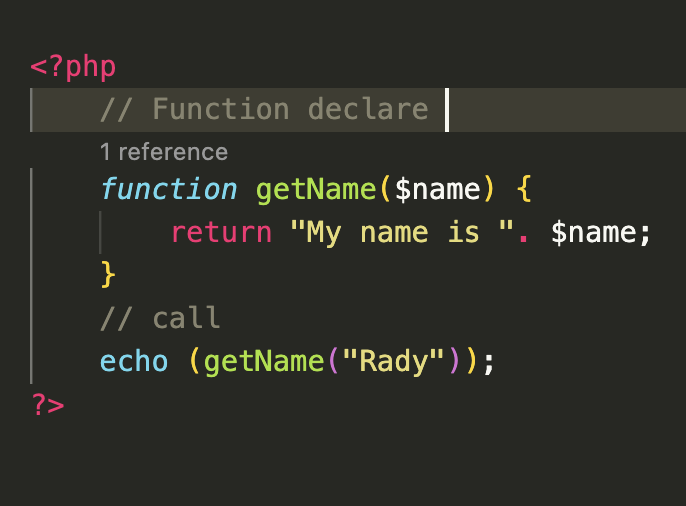 <?php
// Function declare
1 reference
function getName($name) {
return "My name is ". $name;
}
// call
echo (getName("Rady"));
?>